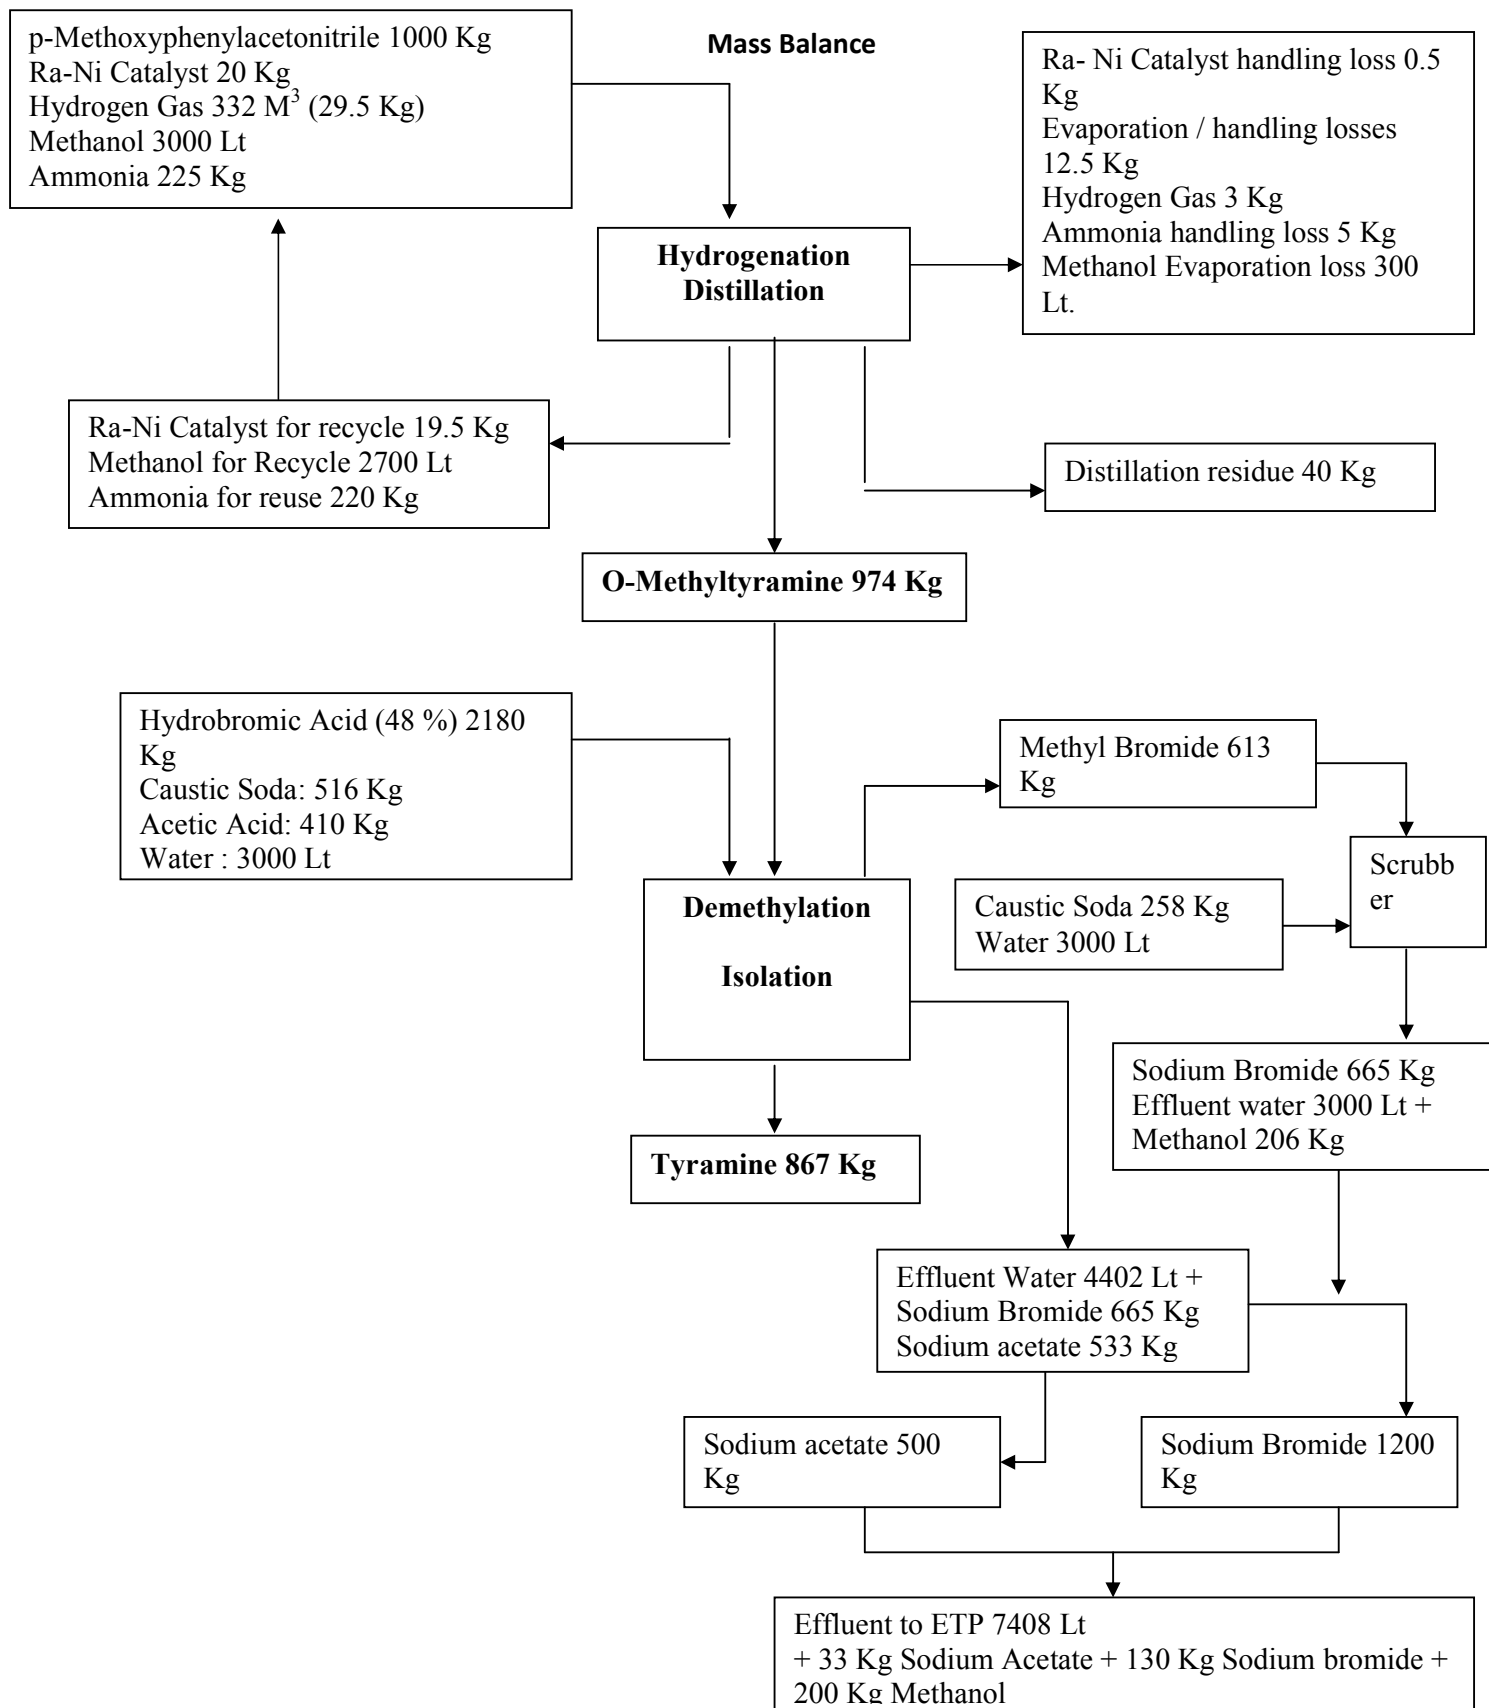 Mass Balance
p-Methoxyphenylacetonitrile 1000 Kg
Ra-Ni Catalyst 20 Kg
Hydrogen Gas 332 M³ (29.5 Kg)
Methanol 3000 Lt
Ammonia 225 Kg
Ra- Ni Catalyst handling loss 0.5
Kg
Evaporation / handling losses
12.5 Kg
Hydrogen Gas 3 Kg
Ammonia handling loss 5 Kg
Methanol Evaporation loss 300
Lt.
Hydrogenation
Distillation
Ra-Ni Catalyst for recycle 19.5 Kg
Methanol for Recycle 2700 Lt
Ammonia for reuse 220 Kg
Distillation residue 40 Kg
O-Methyltyramine 974 Kg
Hydrobromic Acid (48 %) 2180
Kg
Caustic Soda: 516 Kg
Acetic Acid: 410 Kg
Water : 3000 Lt
Methyl Bromide 613
Kg
Scrubb
er
Caustic Soda 258 Kg
Water 3000 Lt
Demethylation
Isolation
Sodium Bromide 665 Kg
Effluent water 3000 Lt +
Methanol 206 Kg
Tyramine 867 Kg
Effluent Water 4402 Lt +
Sodium Bromide 665 Kg
Sodium acetate 533 Kg
Sodium acetate 500
Kg
Sodium Bromide 1200
Kg
Effluent to ETP 7408 Lt
+ 33 Kg Sodium Acetate + 130 Kg Sodium bromide +
200 Kg Methanol